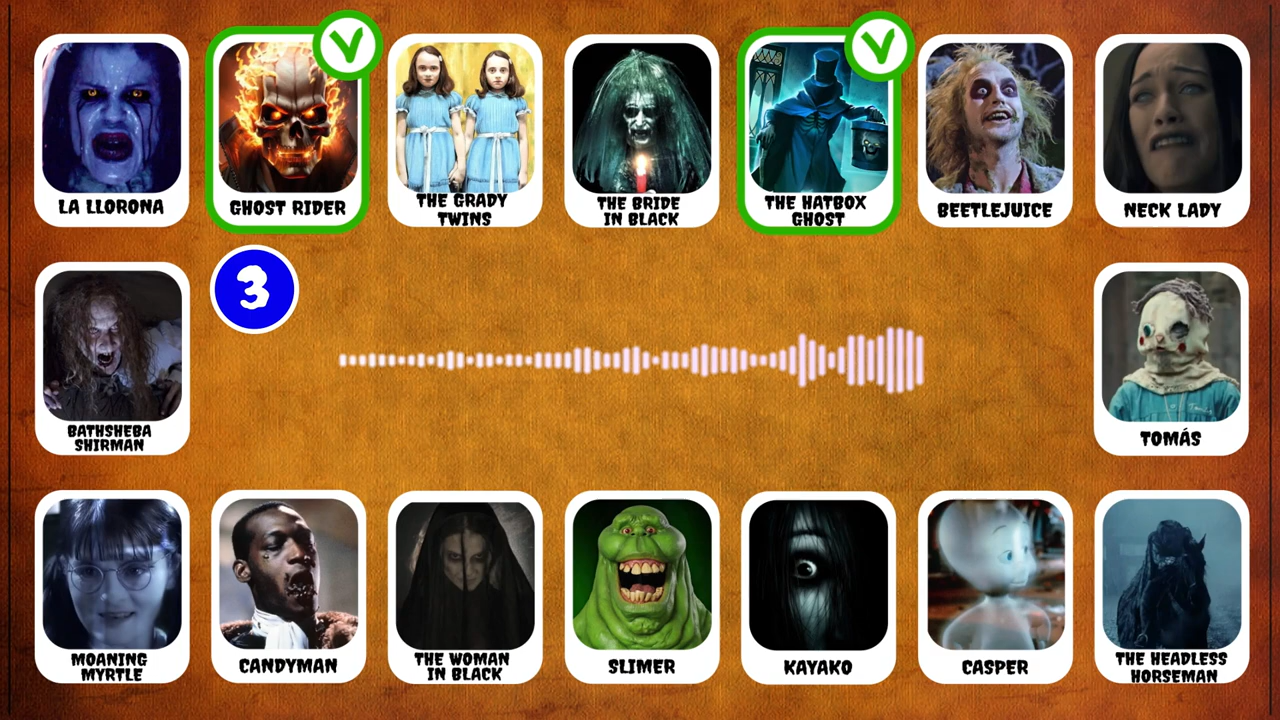 LA LLORONA
GHOST RIDER
THE GRADY
TWINS
THE BRIDE
IN BLACK
THE HATBOX
GHOST
BEETLEJUICE
NECK LADY
BATHSHEBA
SHIRMAN
3
TOMÁS
MOANING
MYRTLE
CANDYMAN
THE WOMAN
IN BLACK
SLIMER
KAYAKO
CASPER
THE HEADLESS
HORSEMAN